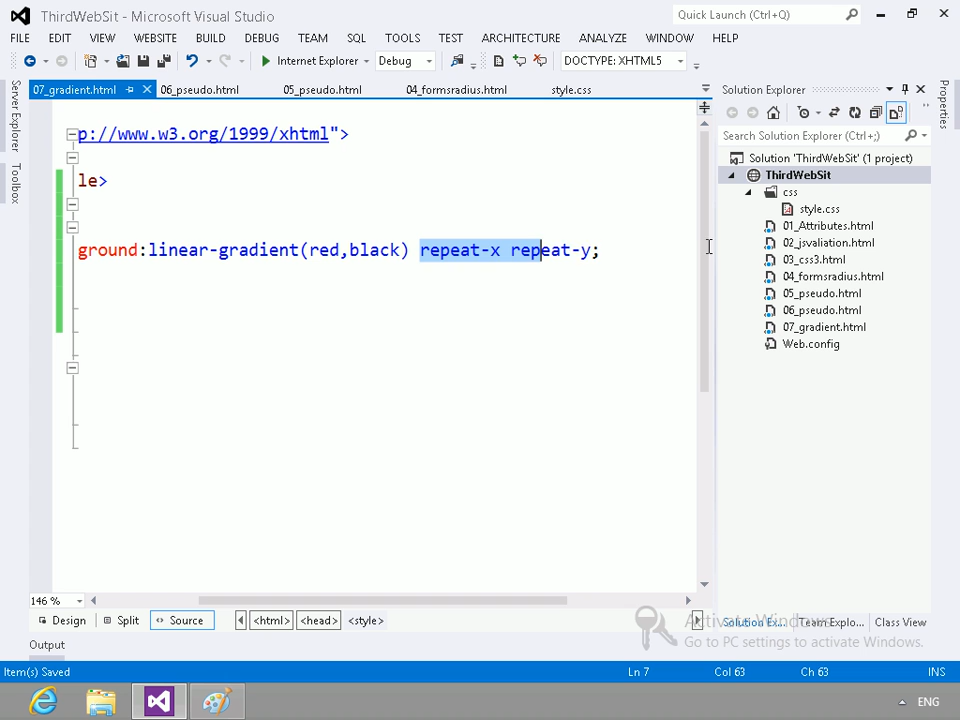 ThirdWebSit - Microsoft Visual Studio
Quick Launch (Ctrl+Q)
FILE EDIT VIEW WEBSITE BUILD DEBUG TEAM SQL TOOLS TEST ARCHITECTURE ANALYZE WINDOW HELP
Internet Explorer Debug DOCTYPE: XHTML5
Server Explorer
Toolbox
07_gradient.html 06_pseudo.html 05_pseudo.html 04_formsradius.html style.css
p://www.w3.org/1999/xhtml">
le>
ground:linear-gradient(red,black) repeat-x repeat-y;
Solution Explorer
Search Solution Explorer (Ctrl+;)
Solution 'ThirdWebSit' (1 project)
ThirdWebSit
css
style.css
01_Attributes.html
02_jsvaliation.html
03_css3.html
04_formsradius.html
05_pseudo.html
06_pseudo.html
07_gradient.html
Web.config
Properties
146 %
Design Split Source <html> <head> <style>
Solution Ex... Team Explo... Class View
Activate Windows
Go to PC settings to activate Windows.
Output
Item(s) Saved Ln 7 Col 63 Ch 63 INS
ENG